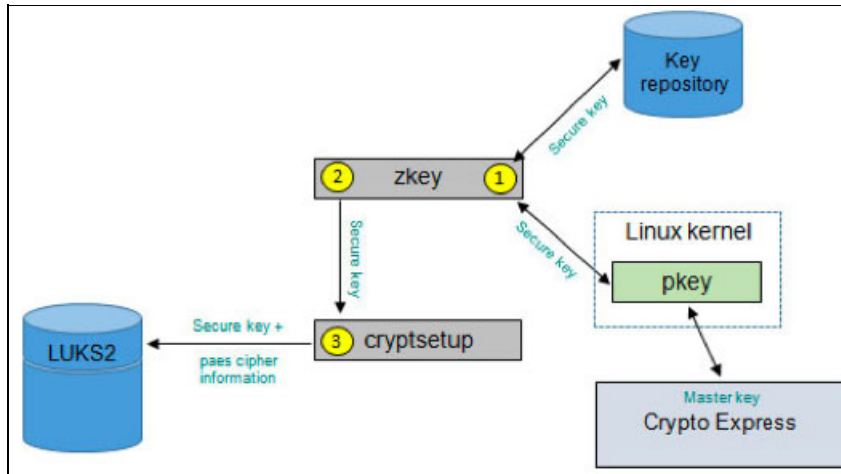 Key
repository
Secure key
2
zkey
1
Secure key
Secure
key
Linux kernel
pkey
LUKS2
Secure key +
paes cipher
information
3
cryptsetup
Master key
Crypto Express